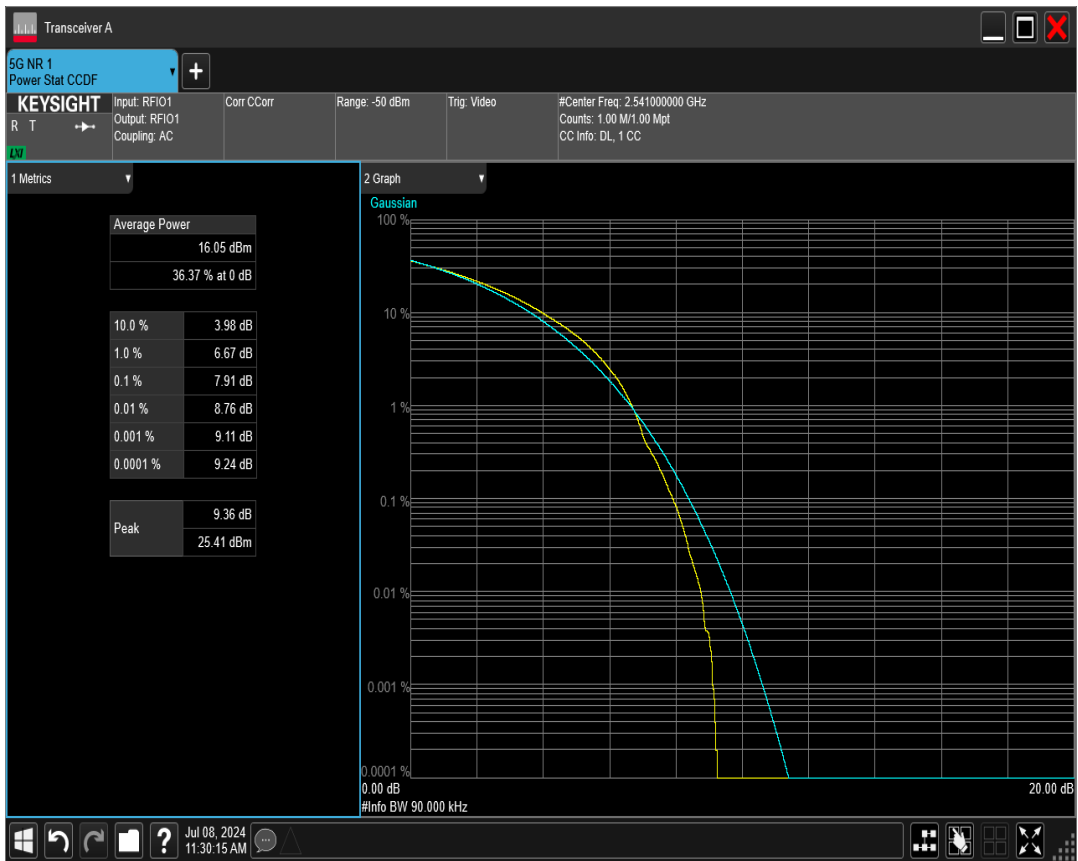 Transceiver A
5G NR 1
Power Stat CCDF
KEYSIGHT
R T
LXI
Input: RFIO1
Output: RFIO1
Coupling: AC
Corr CCorr
Range: -50 dBm
Trig: Video
#Center Freq: 2.541000000 GHz
Counts: 1.00 M/1.00 Mpt
CC Info: DL, 1 CC
1 Metrics
Average Power
16.05 dBm
36.37 % at 0 dB
10.0 % 3.98 dB
1.0 % 6.67 dB
0.1 % 7.91 dB
0.01 % 8.76 dB
0.001 % 9.11 dB
0.0001 % 9.24 dB
Peak
9.36 dB
25.41 dBm
2 Graph
Gaussian
100 %
10 %
1 %
0.1 %
0.01 %
0.001 %
0.0001 %
0.00 dB 20.00 dB
#Info BW 90.000 kHz
?
Jul 08, 2024
11:30:15 AM